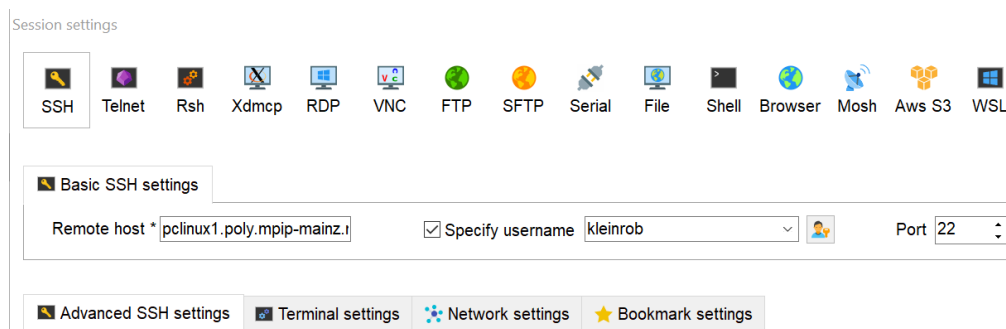 Session settings
SSH Telnet Rsh Xdmcp RDP VNC FTP SFTP Serial File Shell Browser Mosh Aws S3 WSL
Basic SSH settings
Remote host * pclinux1.poly.mpip-mainz. Specify username kleinrob Port 22
Advanced SSH settings Terminal settings Network settings Bookmark settings